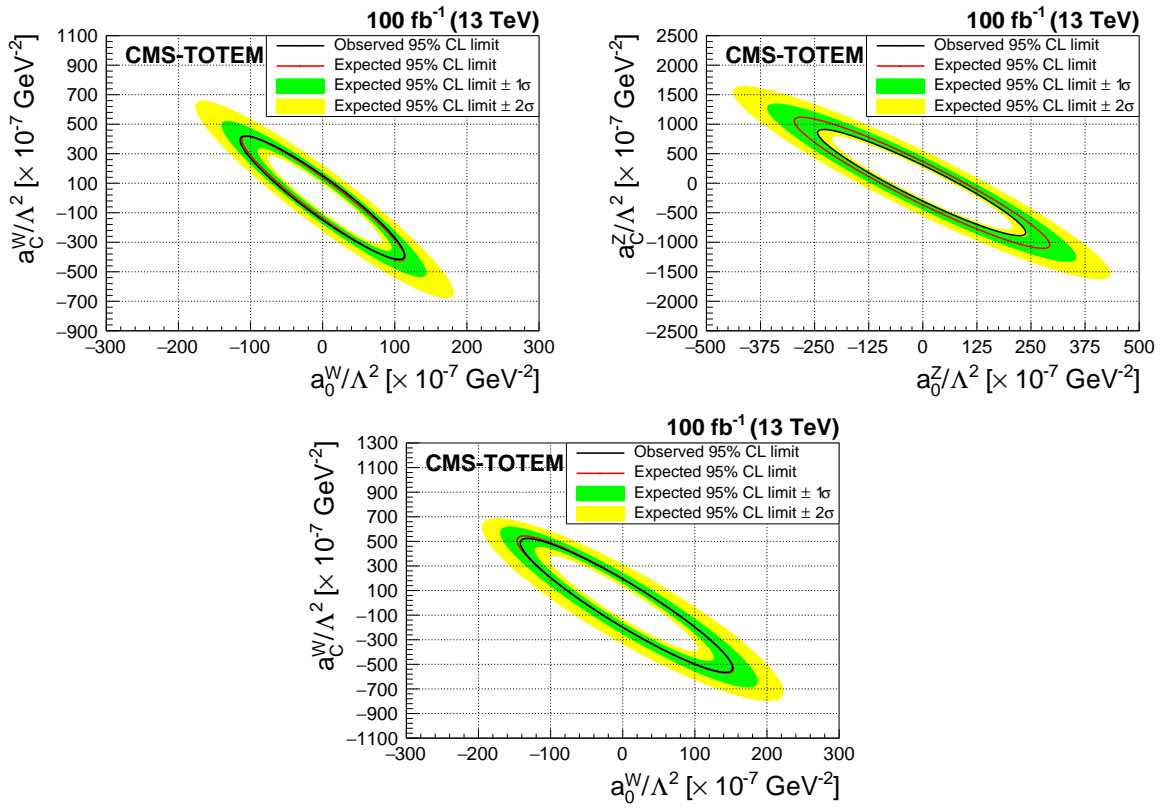 100 fb⁻¹ (13 TeV)
CMS-TOTEM
Observed 95% CL limit
Expected 95% CL limit
Expected 95% CL limit ± 1σ
Expected 95% CL limit ± 2σ
a_C^W/Λ² [× 10⁻⁷ GeV⁻²]
1100
900
700
500
300
100
−100
−300
−500
−700
−900
−300 −200 −100 0 100 200 300
a_0^W/Λ² [× 10⁻⁷ GeV⁻²]
100 fb⁻¹ (13 TeV)
CMS-TOTEM
Observed 95% CL limit
Expected 95% CL limit
Expected 95% CL limit ± 1σ
Expected 95% CL limit ± 2σ
a_C^Z/Λ² [× 10⁻⁷ GeV⁻²]
2500
2000
1500
1000
500
0
−500
−1000
−1500
−2000
−2500
−500 −375 −250 −125 0 125 250 375 500
a_0^Z/Λ² [× 10⁻⁷ GeV⁻²]
100 fb⁻¹ (13 TeV)
CMS-TOTEM
Observed 95% CL limit
Expected 95% CL limit
Expected 95% CL limit ± 1σ
Expected 95% CL limit ± 2σ
a_C^W/Λ² [× 10⁻⁷ GeV⁻²]
1300
1100
900
700
500
300
100
−100
−300
−500
−700
−900
−1100
−300 −200 −100 0 100 200 300
a_0^W/Λ² [× 10⁻⁷ GeV⁻²]